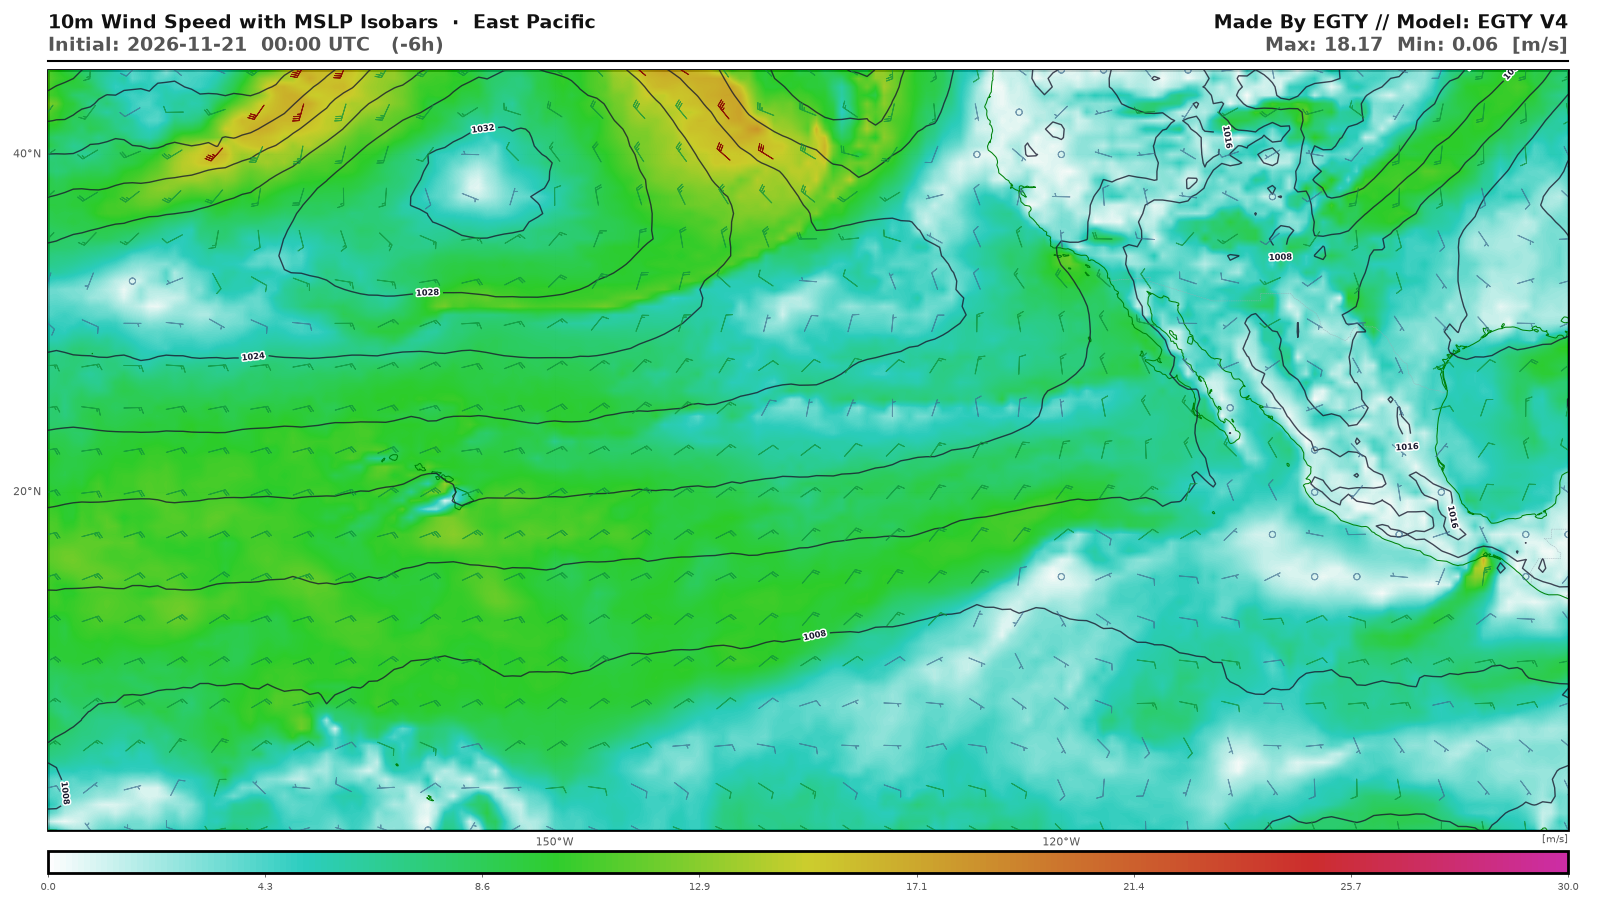 10m Wind Speed with MSLP Isobars · East Pacific
Made By EGTY // Model: EGTY V4
Initial: 2026-11-21 00:00 UTC (-6h)
Max: 18.17 Min: 0.06 [m/s]
1032
1016
40°N
1008
1028
1024
1016
20°N
1016
1008
1008
150°W
120°W
[m/s]
0.0
4.3
8.6
12.9
17.1
21.4
25.7
30.0